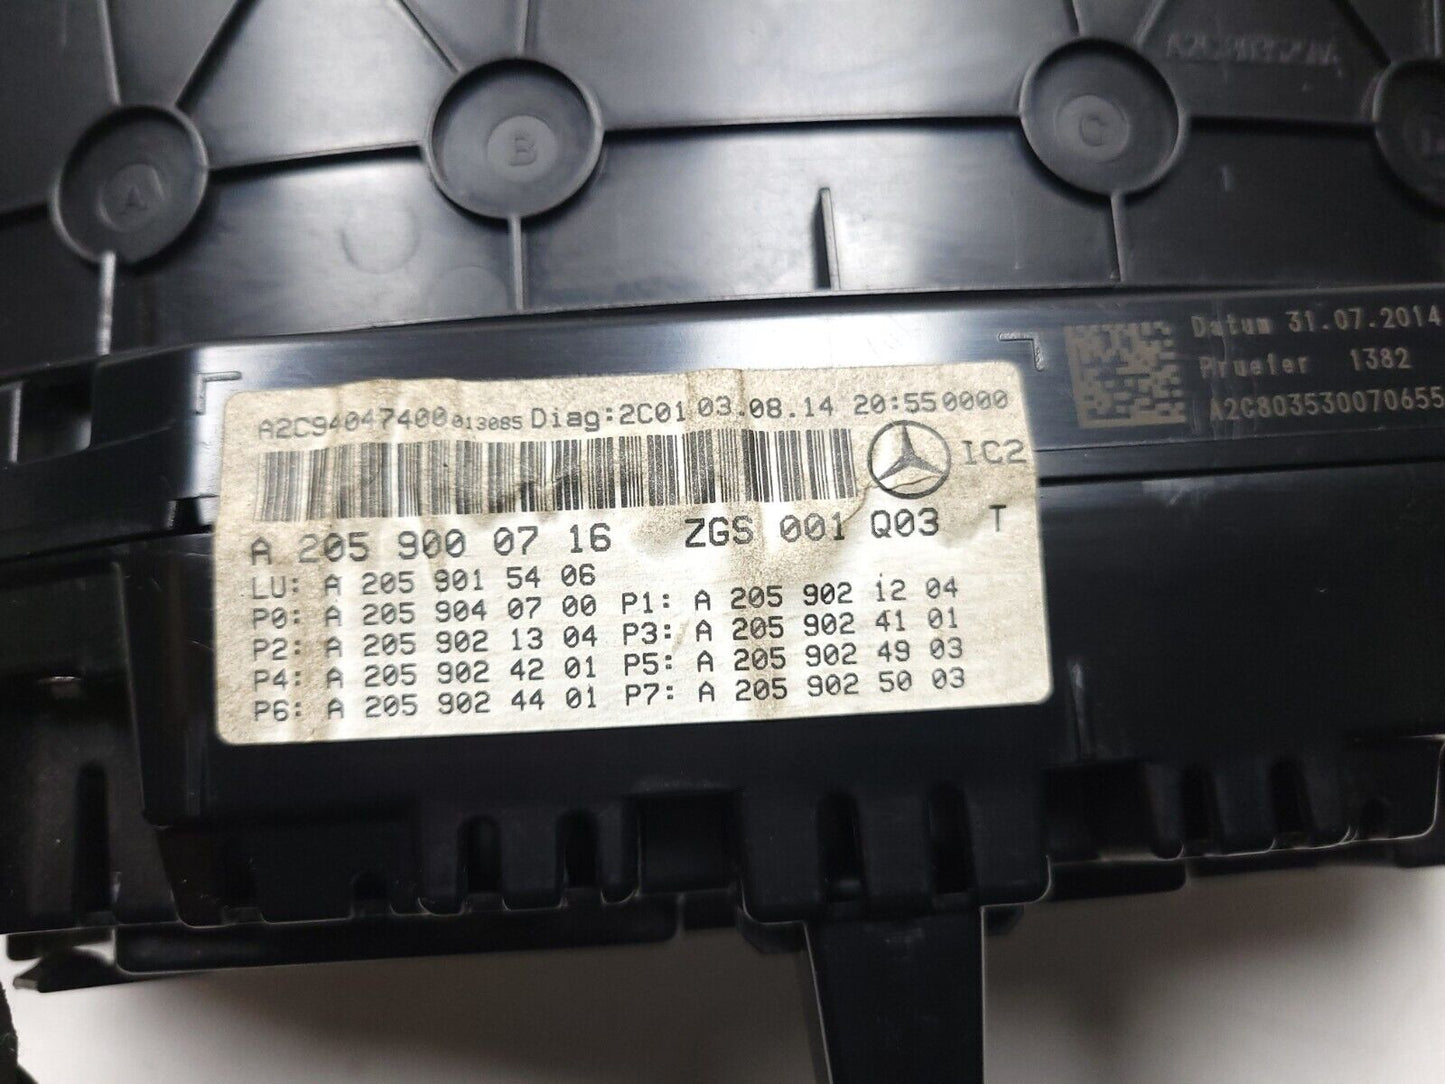 A
B
C
Datum 31.07.2014
Pruefer 1382
A2C803530070655
A2C94047400013085 Diag:2C01 03.08.14 20:550000
IC2
A 205 900 07 16 ZGS 001 Q03 T
LU: A 205 901 54 06
P0: A 205 904 07 00 P1: A 205 902 12 04
P2: A 205 902 13 04 P3: A 205 902 41 01
P4: A 205 902 42 01 P5: A 205 902 49 03
P6: A 205 902 44 01 P7: A 205 902 50 03